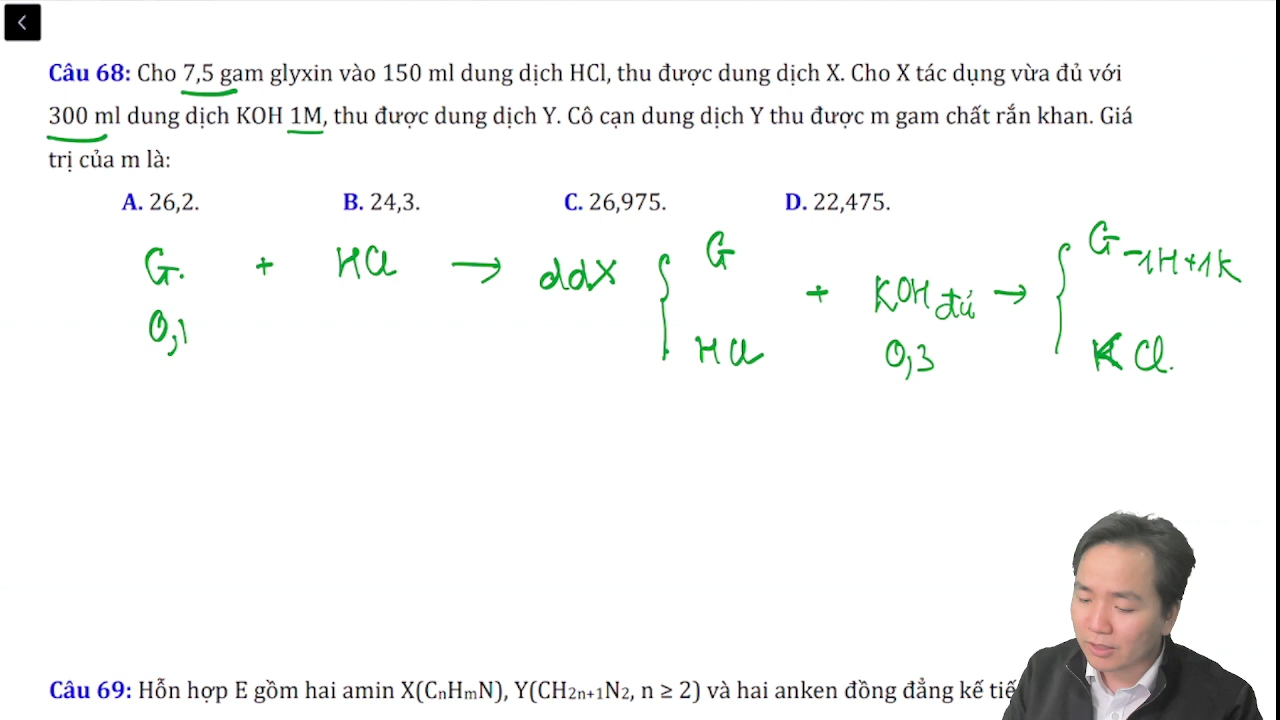 Câu 68: Cho 7,5 gam glyxin vào 150 ml dung dịch HCl, thu được dung dịch X. Cho X tác dụng vừa đủ với
300 ml dung dịch KOH 1M, thu được dung dịch Y. Cô cạn dung dịch Y thu được m gam chất rắn khan. Giá
trị của m là:
A. 26,2. B. 24,3. C. 26,975. D. 22,475.
G. + HCl → ddX { G HCl + KOH đủ → { G -1H+1K KCl.
0,1 0,3
Câu 69: Hỗn hợp E gồm hai amin X(CₙHₘN), Y(CH₂ₙ₊₁N₂, n ≥ 2) và hai anken đồng đẳng kế tiế